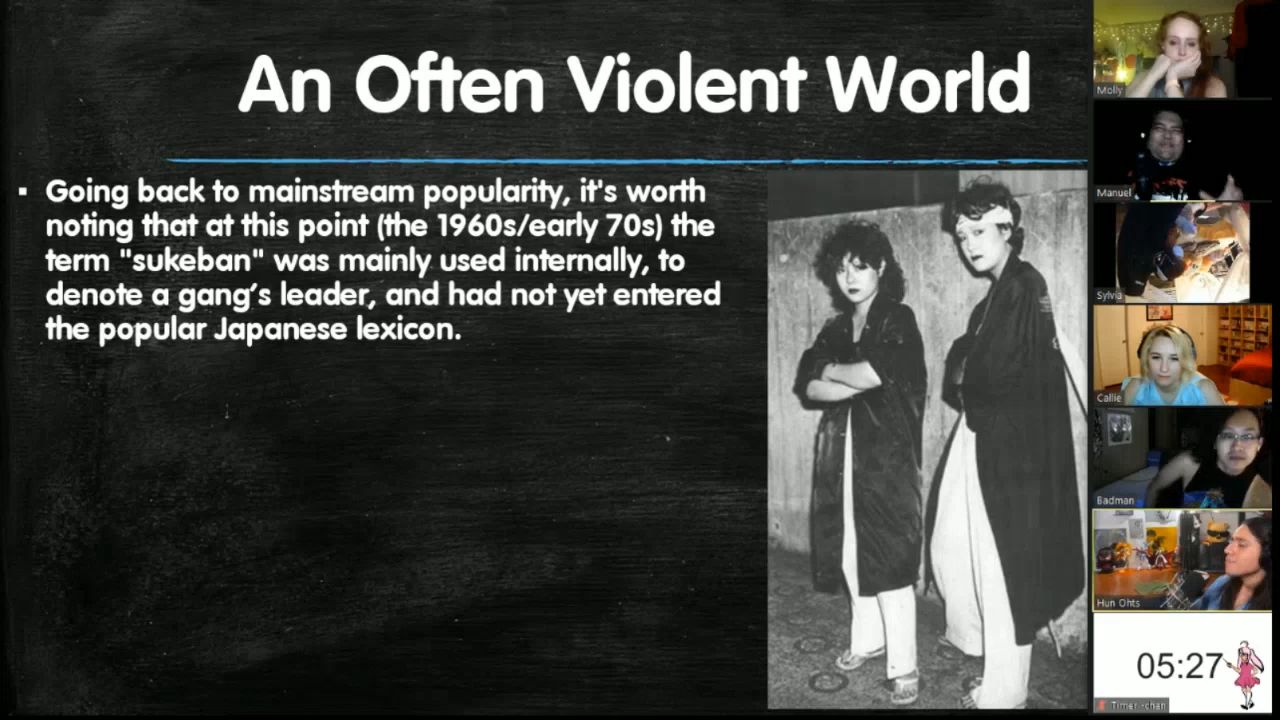 An Often Violent World
▪ Going back to mainstream popularity, it's worth
noting that at this point (the 1960s/early 70s) the
term "sukeban" was mainly used internally, to
denote a gang’s leader, and had not yet entered
the popular Japanese lexicon.
Molly
Manuel
Sylvia
Callie
Badman
Hun Ohts
05:27
Timer-chan